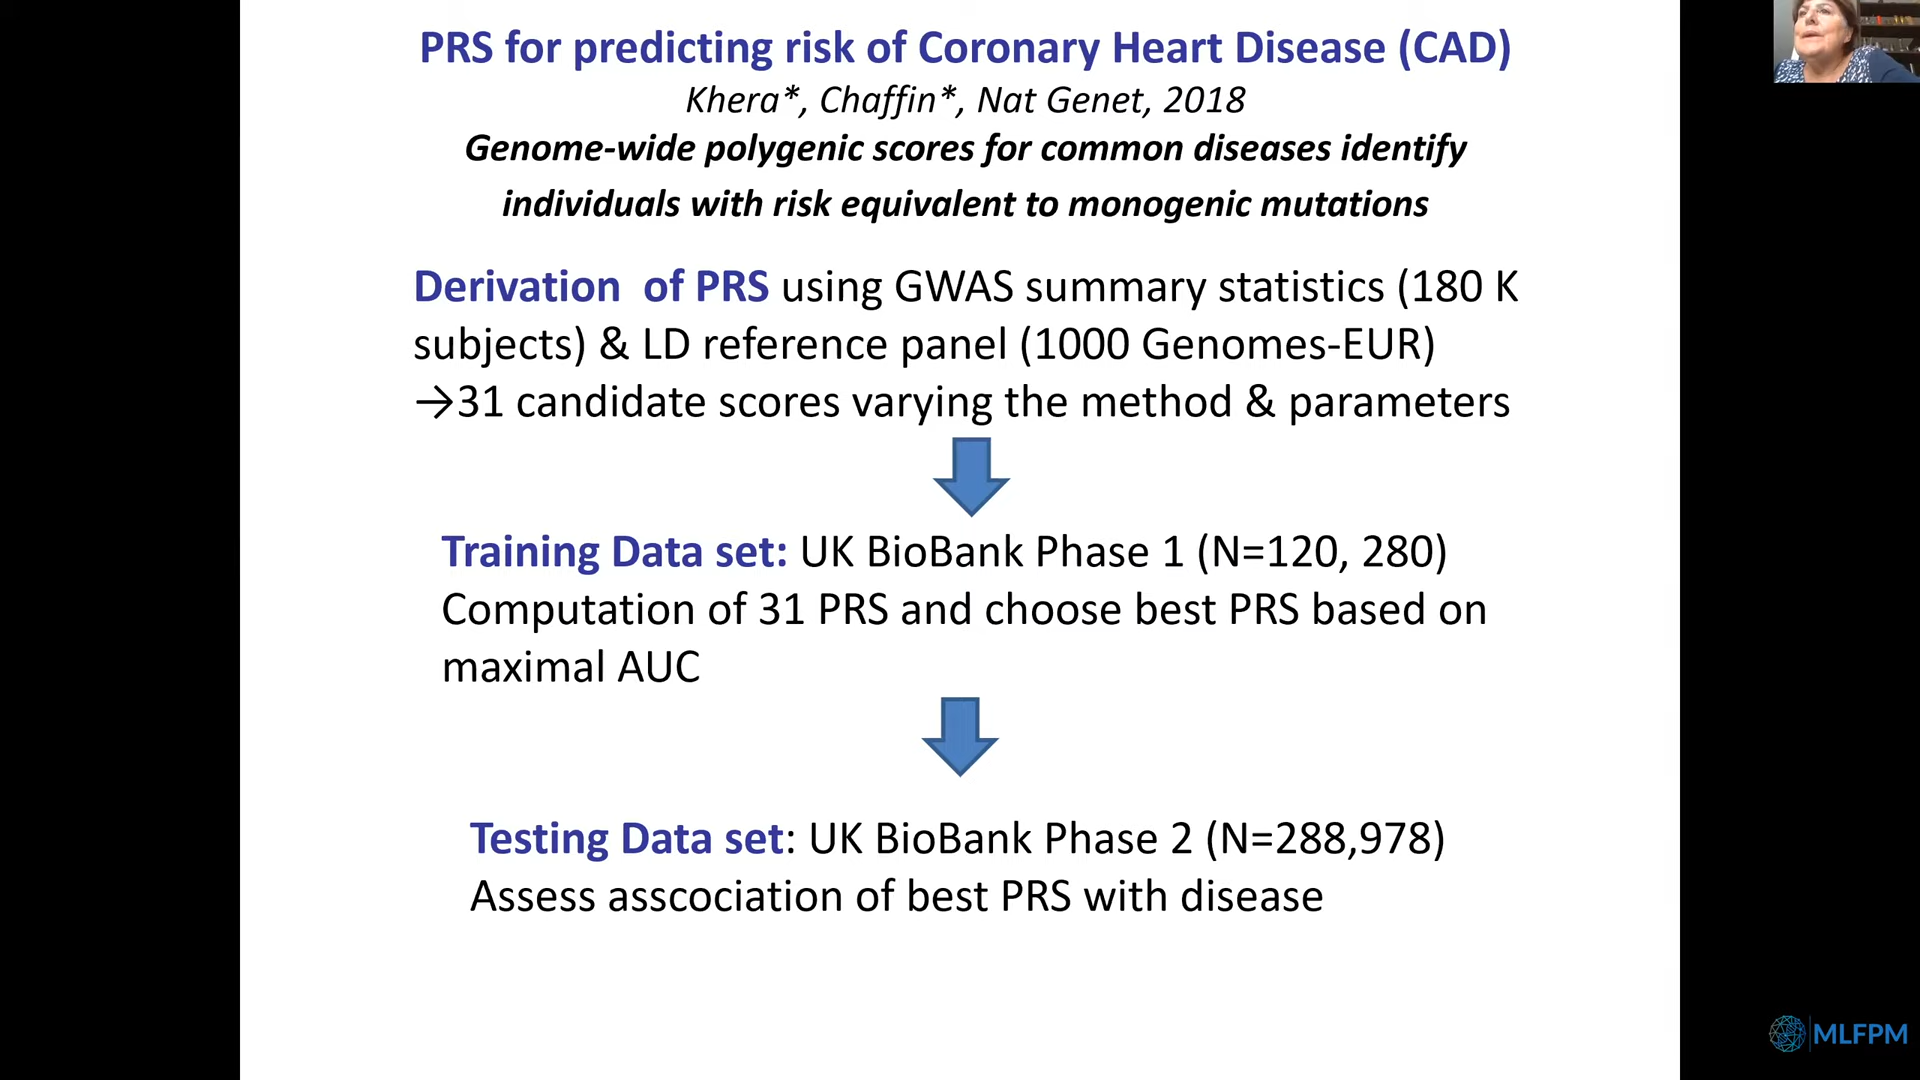 PRS for predicting risk of Coronary Heart Disease (CAD)
Khera*, Chaffin*, Nat Genet, 2018
Genome-wide polygenic scores for common diseases identify
individuals with risk equivalent to monogenic mutations
Derivation of PRS using GWAS summary statistics (180 K
subjects) & LD reference panel (1000 Genomes-EUR)
→31 candidate scores varying the method & parameters
Training Data set: UK BioBank Phase 1 (N=120, 280)
Computation of 31 PRS and choose best PRS based on
maximal AUC
Testing Data set: UK BioBank Phase 2 (N=288,978)
Assess asscociation of best PRS with disease
MLFPM